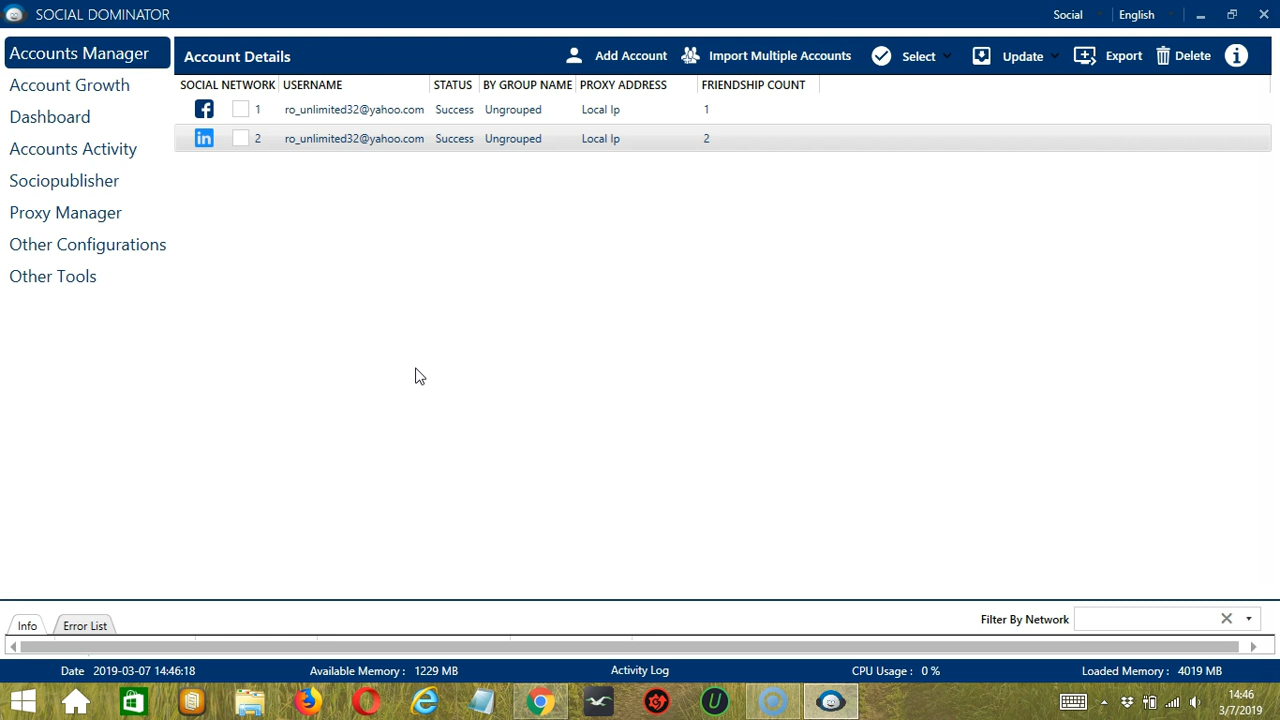 SOCIAL DOMINATOR
Social English
Accounts Manager
Account Growth
Dashboard
Accounts Activity
Sociopublisher
Proxy Manager
Other Configurations
Other Tools
Account Details Add Account Import Multiple Accounts Select Update Export Delete
SOCIAL NETWORK USERNAME STATUS BY GROUP NAME PROXY ADDRESS FRIENDSHIP COUNT
1 ro_unlimited32@yahoo.com Success Ungrouped Local Ip 1
2 ro_unlimited32@yahoo.com Success Ungrouped Local Ip 2
Info Error List Filter By Network
Date 2019-03-07 14:46:18 Available Memory : 1229 MB Activity Log CPU Usage : 0 % Loaded Memory : 4019 MB
14:46
3/7/2019